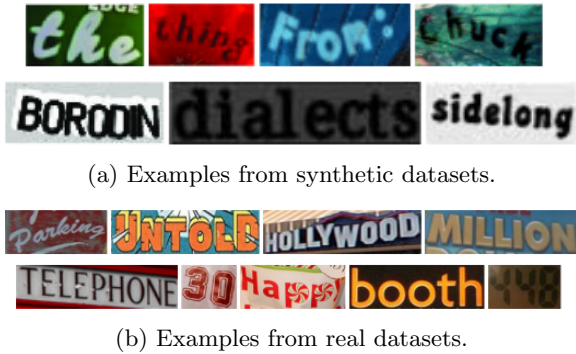 EDGE
the thing From: Chuck
BORODIN dialects sidelong
(a) Examples from synthetic datasets.
Parking UNTOLD HOLLYWOOD MILLION
TELEPHONE 30 Happy booth 448
(b) Examples from real datasets.